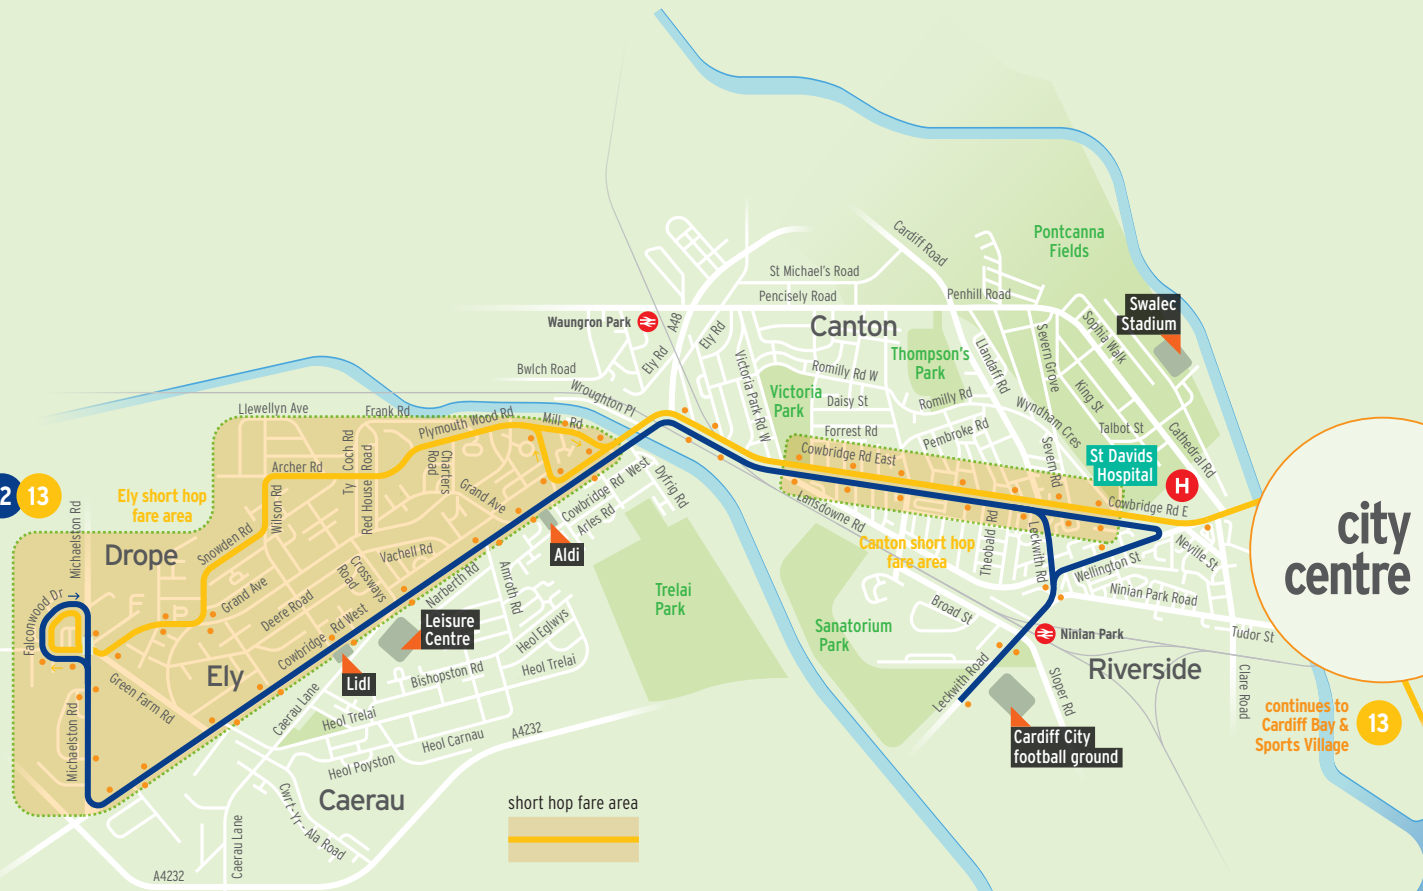 Pontcanna
Fields
Cardiff Road
St Michael's Road
Pencisely Road
Penhill Road
Swalec
Stadium
Waungron Park
A48
Ely Rd
Canton
Sophia Walk
Severn Grove
Thompson's
Park
Llandaff Rd
Ely Rd
Victoria Park Rd W
Bwlch Road
Romilly Rd W
King St
Victoria
Park
Wroughton Pl
Daisy St
Romilly Rd
Wyndham Cres
Llewellyn Ave
Frank Rd
Plymouth Wood Rd
Mill Rd
Forrest Rd
Pembroke Rd
Talbot St
Cathedral Rd
Cowbridge Rd East
Severn Rd
St Davids
Hospital
H
Archer Rd
Ty Coch Rd
Red House Road
Charters
Road
Dyfrig Rd
2
13
Ely short hop
fare area
Michaelston Rd
Wilson Rd
Grand Ave
Cowbridge Rd West
Arles Rd
Lansdowne Rd
Cowbridge Rd E
city
centre
Snowden Rd
Drope
Vachell Rd
Aldi
Canton short hop
fare area
Theobald Rd
Leckwith Rd
Neville St
Wellington St
Crossways
Road
Narberth Rd
Amroth Rd
Trelai
Park
Ninian Park Road
Falconwood Dr
Grand Ave
Deere Road
Broad St
Leisure
Centre
Heol Eglwys
Sanatorium
Park
Ninian Park
Tudor St
Cowbridge Rd West
Ely
Lidl
Bishopston Rd
Heol Trelai
Riverside
Green Farm Rd
Caerau Lane
Leckwith Road
Sloper Rd
Clare Road
Michaelston Rd
Heol Trelai
Heol Carnau
A4232
Cardiff City
football ground
continues to
Cardiff Bay &
Sports Village
13
Heol Poyston
Caerau
Cwrt-Yr-Ala Road
Caerau Lane
short hop fare area
A4232